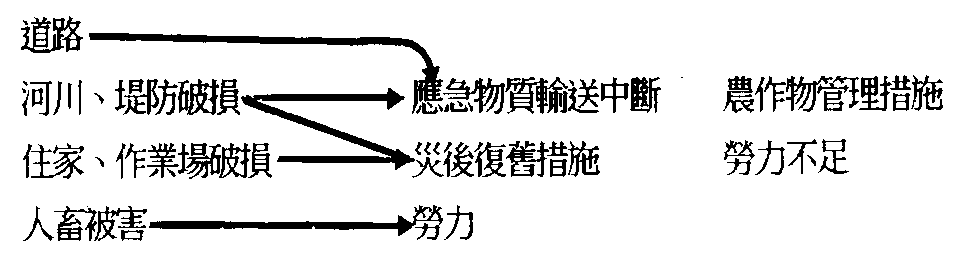 道路
河川、堤防破損 應急物質輸送中斷 農作物管理措施
住家、作業場破損 災後復舊措施 勞力不足
人畜被害 勞力